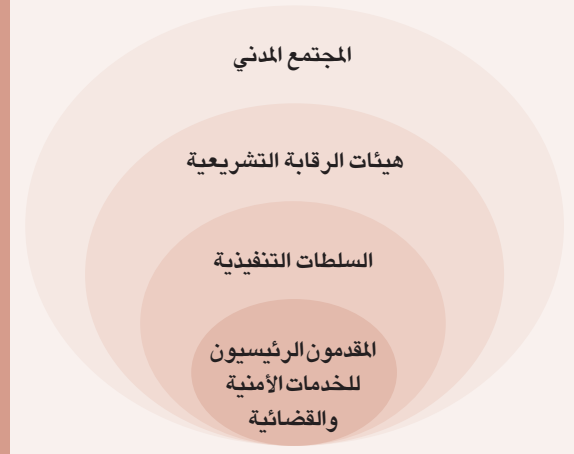 المجتمع المدني
هيئات الرقابة التشريعية
السلطات التنفيذية
المقدمون الرئيسيون
للخدمات الأمنية
والقضائية